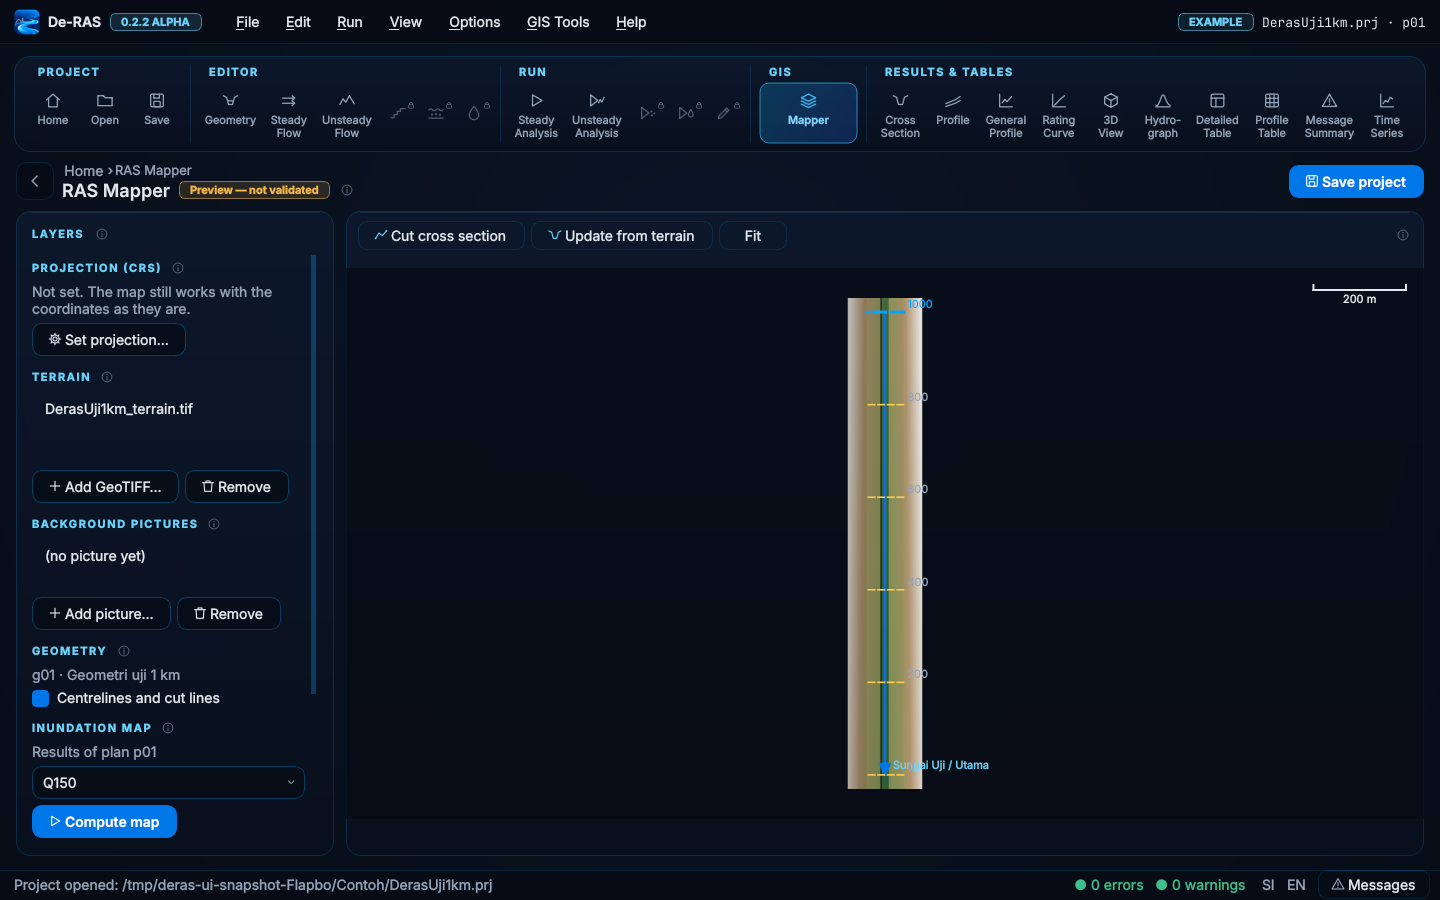 De-RAS 0.2.2 ALPHA File Edit Run View Options GIS Tools Help EXAMPLE DerasUji1km.prj · p01
PROJECT EDITOR RUN GIS RESULTS & TABLES
Home Open Save Geometry Steady Flow Unsteady Flow Steady Analysis Unsteady Analysis Mapper Cross Section Profile General Profile Rating Curve 3D View Hydro-graph Detailed Table Profile Table Message Summary Time Series
Home › RAS Mapper
RAS Mapper Preview — not validated
Save project
LAYERS
PROJECTION (CRS)
Not set. The map still works with the
coordinates as they are.
Set projection...
TERRAIN
DerasUji1km_terrain.tif
+ Add GeoTIFF... Remove
BACKGROUND PICTURES
(no picture yet)
+ Add picture... Remove
GEOMETRY
g01 · Geometri uji 1 km
Centrelines and cut lines
INUNDATION MAP
Results of plan p01
Q150
Compute map
Cut cross section Update from terrain Fit
200 m
1000
Sungai Uji / Utama
Project opened: /tmp/deras-ui-snapshot-Flapbo/Contoh/DerasUji1km.prj
0 errors 0 warnings SI EN Messages